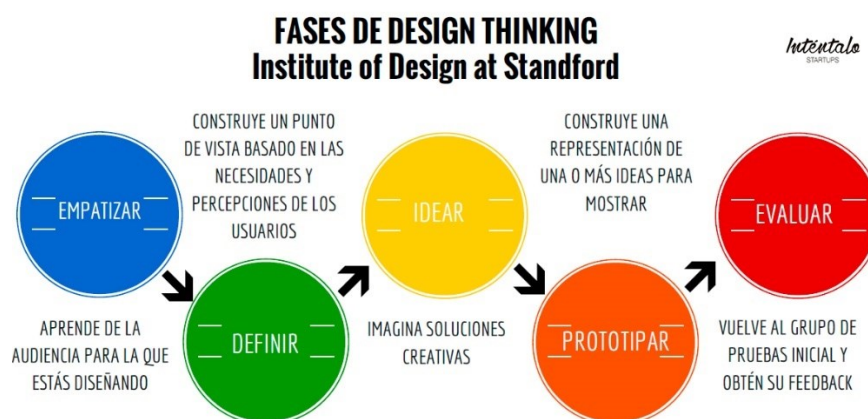 FASES DE DESIGN THINKING
Institute of Design at Standford
Inténtalo
STARTUPS
EMPATIZAR
APRENDE DE LA
AUDIENCIA PARA LA QUE
ESTÁS DISEÑANDO
CONSTRUYE UN PUNTO
DE VISTA BASADO EN LAS
NECESIDADES Y
PERCEPCIONES DE LOS
USUARIOS
DEFINIR
IDEAR
IMAGINA SOLUCIONES
CREATIVAS
CONSTRUYE UNA
REPRESENTACIÓN DE
UNA O MÁS IDEAS PARA
MOSTRAR
PROTOTIPAR
EVALUAR
VUELVE AL GRUPO DE
PRUEBAS INICIAL Y
OBTÉN SU FEEDBACK